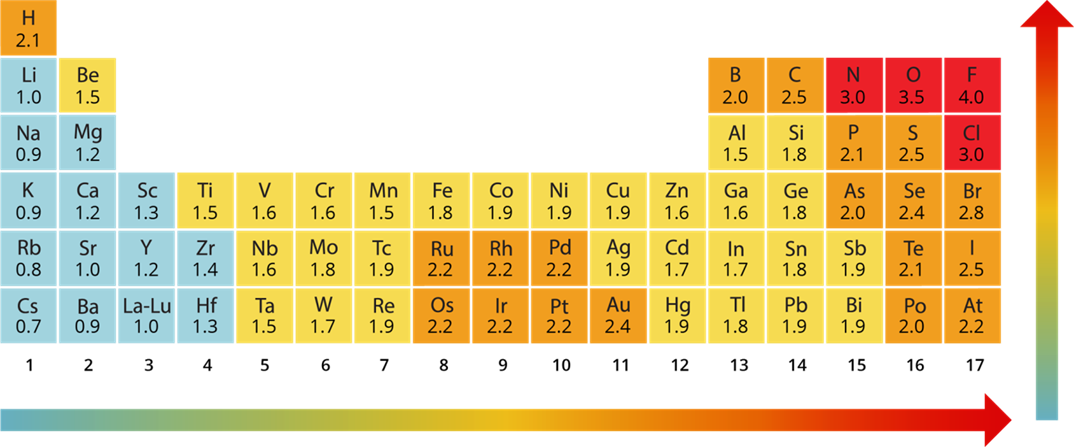 H
2.1
Li Be B C N O F
1.0 1.5 2.0 2.5 3.0 3.5 4.0
Na Mg Al Si P S Cl
0.9 1.2 1.5 1.8 2.1 2.5 3.0
K Ca Sc Ti V Cr Mn Fe Co Ni Cu Zn Ga Ge As Se Br
0.9 1.2 1.3 1.5 1.6 1.6 1.5 1.8 1.9 1.9 1.9 1.6 1.6 1.8 2.0 2.4 2.8
Rb Sr Y Zr Nb Mo Tc Ru Rh Pd Ag Cd In Sn Sb Te I
0.8 1.0 1.2 1.4 1.6 1.8 1.9 2.2 2.2 2.2 1.9 1.7 1.7 1.8 1.9 2.1 2.5
Cs Ba La-Lu Hf Ta W Re Os Ir Pt Au Hg Tl Pb Bi Po At
0.7 0.9 1.0 1.3 1.5 1.7 1.9 2.2 2.2 2.2 2.4 1.9 1.8 1.9 1.9 2.0 2.2
1 2 3 4 5 6 7 8 9 10 11 12 13 14 15 16 17